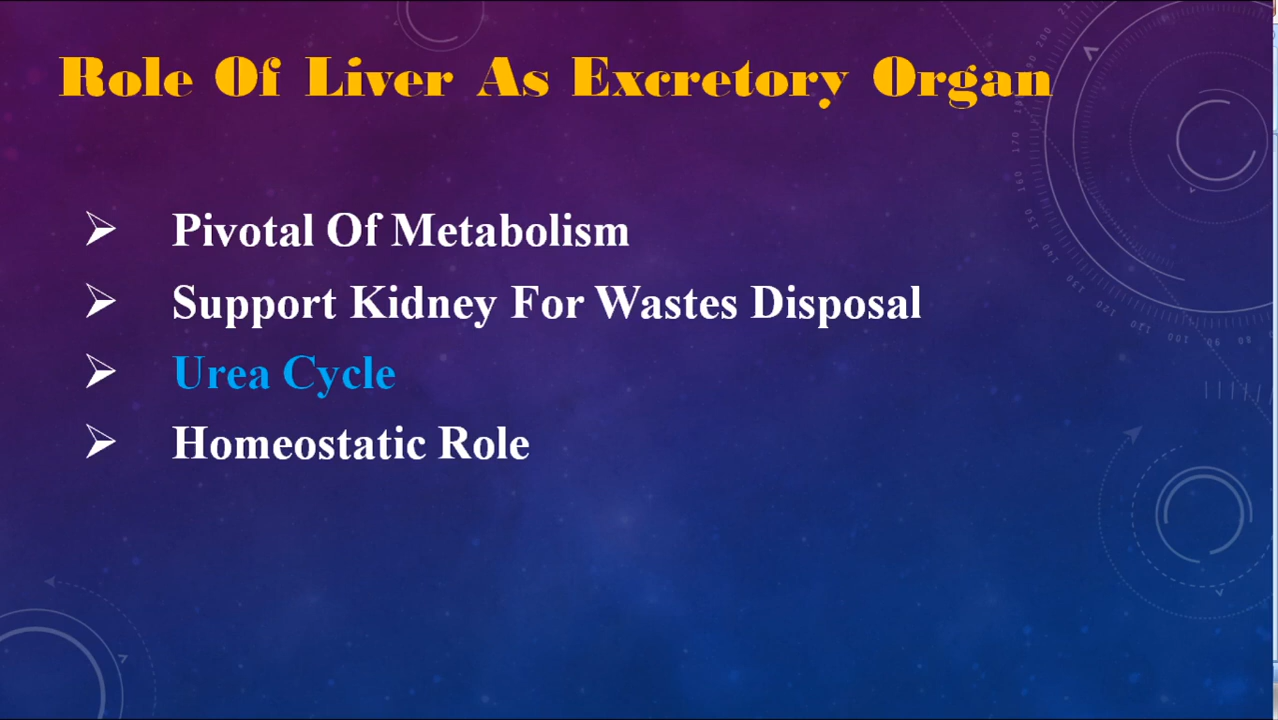 Role Of Liver As Excretory Organ
Pivotal Of Metabolism
Support Kidney For Wastes Disposal
Urea Cycle
Homeostatic Role